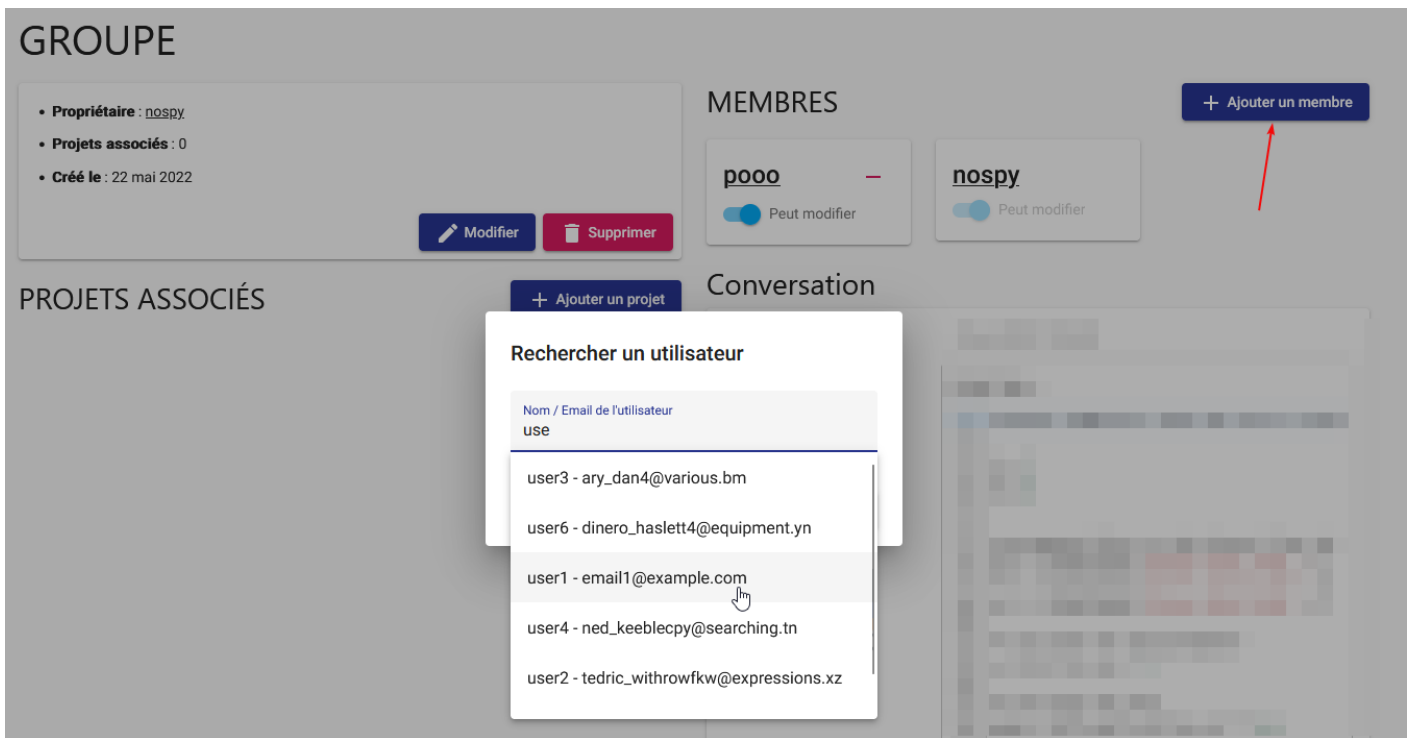 GROUPE
Propriétaire : nospy
Projets associés : 0
Créé le : 22 mai 2022
Modifier
Supprimer
MEMBRES
Ajouter un membre
pooo
Peut modifier
nospy
Peut modifier
PROJETS ASSOCIÉS
Ajouter un projet
Conversation
Rechercher un utilisateur
Nom / Email de l'utilisateur
use
user3 - ary_dan4@various.bm
user6 - dinero_haslett4@equipment.yn
user1 - email1@example.com
user4 - ned_keeblecpy@searching.tn
user2 - tedric_withrowfkw@expressions.xz